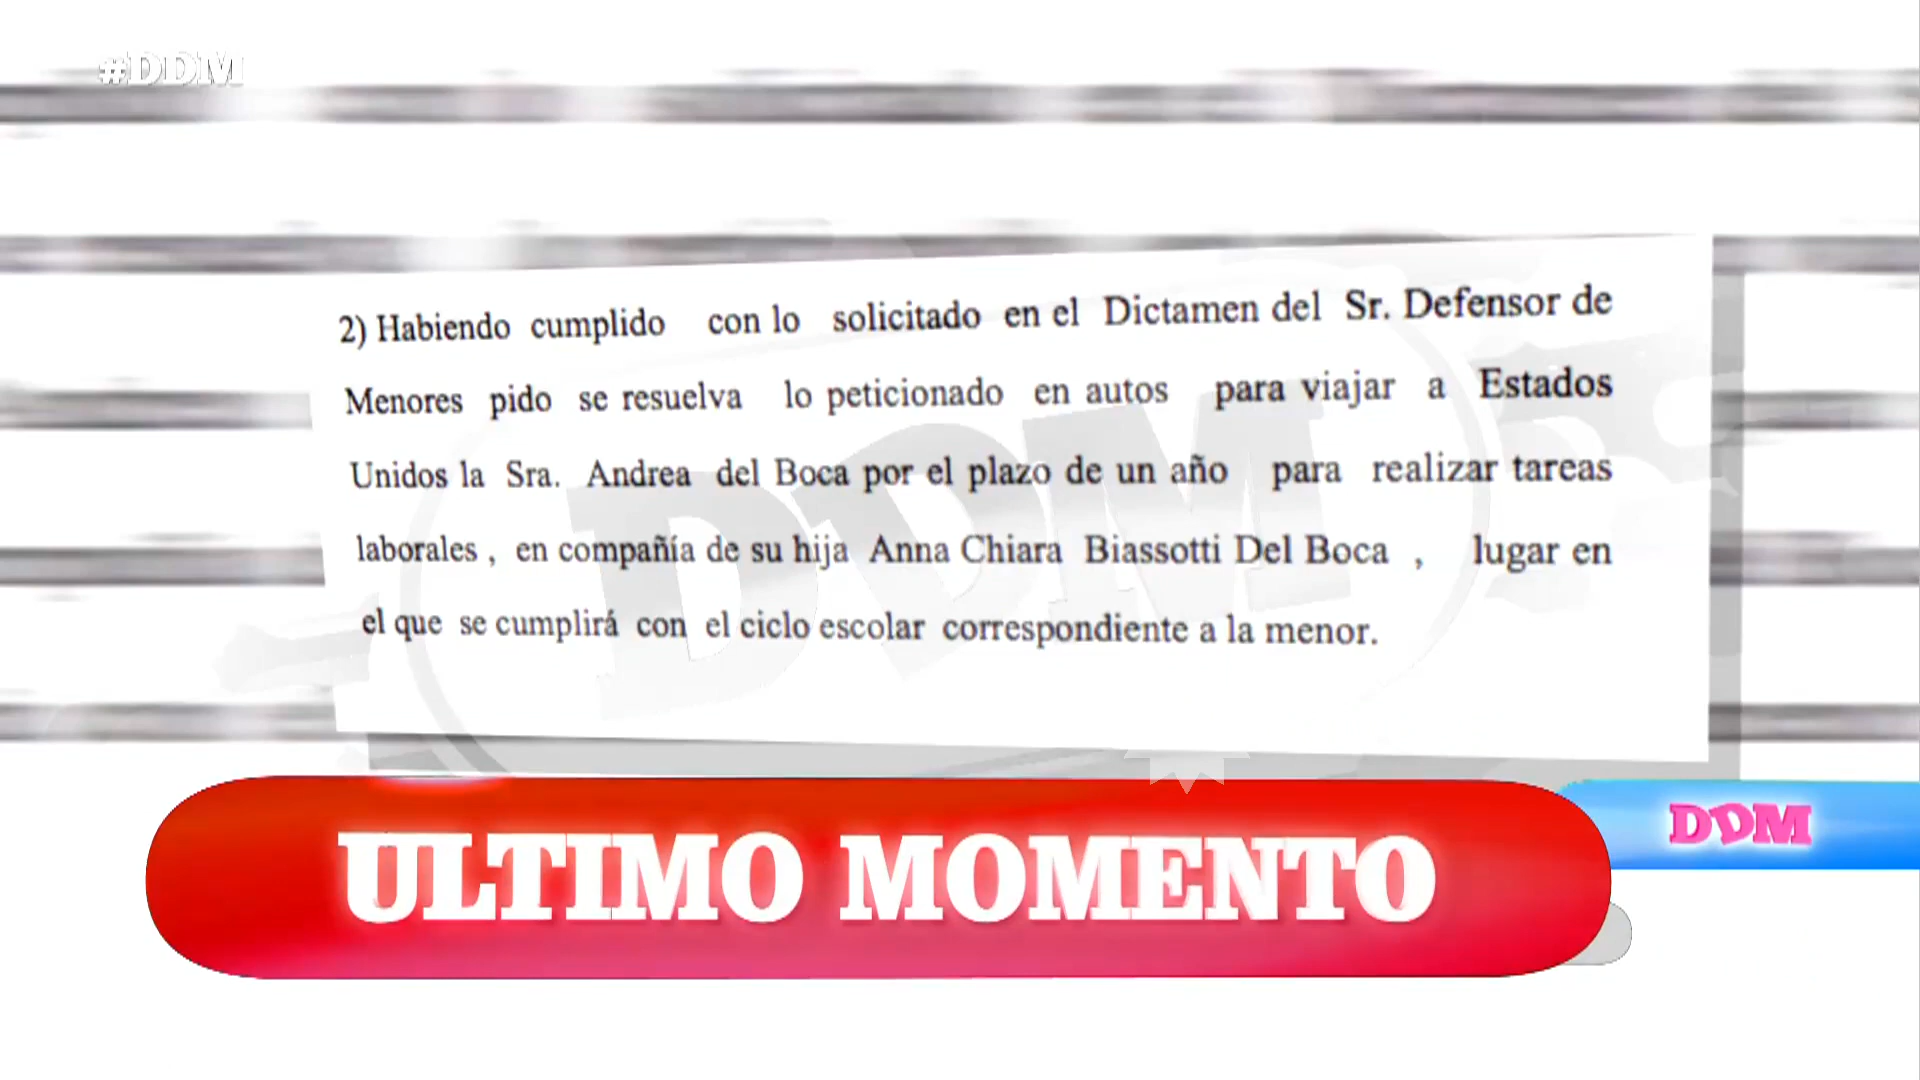 #DDM
2) Habiendo cumplido con lo solicitado en el Dictamen del Sr. Defensor de
Menores pido se resuelva lo peticionado en autos para viajar a Estados
Unidos la Sra. Andrea del Boca por el plazo de un año para realizar tareas
laborales , en compañía de su hija Anna Chiara Biassotti Del Boca , lugar en
el que se cumplirá con el ciclo escolar correspondiente a la menor.
DDM
ULTIMO MOMENTO
DDM